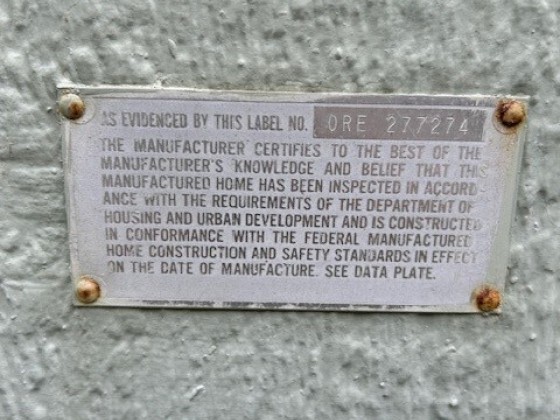 AS EVIDENCED BY THIS LABEL NO. ORE 277274
THE MANUFACTURER CERTIFIES TO THE BEST OF THE
MANUFACTURER'S KNOWLEDGE AND BELIEF THAT THIS
MANUFACTURED HOME HAS BEEN INSPECTED IN ACCORD-
ANCE WITH THE REQUIREMENTS OF THE DEPARTMENT OF
HOUSING AND URBAN DEVELOPMENT AND IS CONSTRUCTED
IN CONFORMANCE WITH THE FEDERAL MANUFACTURED
HOME CONSTRUCTION AND SAFETY STANDARDS IN EFFECT
ON THE DATE OF MANUFACTURE. SEE DATA PLATE.